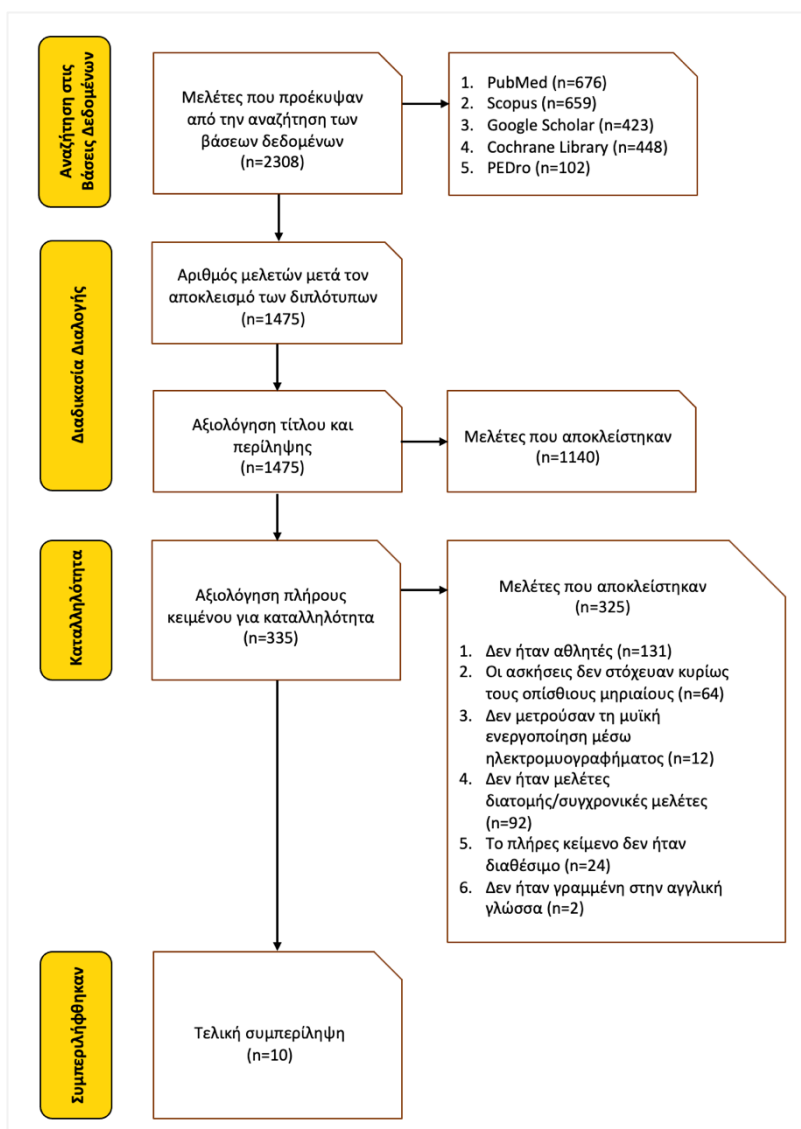 Αναζήτηση στις
Βάσεις Δεδομένων
Μελέτες που προέκυψαν
από την αναζήτηση των
βάσεων δεδομένων
(n=2308)
1. PubMed (n=676)
2. Scopus (n=659)
3. Google Scholar (n=423)
4. Cochrane Library (n=448)
5. PEDro (n=102)
Διαδικασία Διαλογής
Αριθμός μελετών μετά τον
αποκλεισμό των διπλότυπων
(n=1475)
Αξιολόγηση τίτλου και
περίληψης
(n=1475)
Μελέτες που αποκλείστηκαν
(n=1140)
Καταλληλότητα
Αξιολόγηση πλήρους
κειμένου για καταλληλότητα
(n=335)
Μελέτες που αποκλείστηκαν
(n=325)
1. Δεν ήταν αθλητές (n=131)
2. Οι ασκήσεις δεν στόχευαν κυρίως
τους οπίσθιους μηριαίους (n=64)
3. Δεν μετρούσαν τη μυϊκή
ενεργοποίηση μέσω
ηλεκτρομυογραφήματος (n=12)
4. Δεν ήταν μελέτες
διατομής/συγχρονικές μελέτες
(n=92)
5. Το πλήρες κείμενο δεν ήταν
διαθέσιμο (n=24)
6. Δεν ήταν γραμμένη στην αγγλική
γλώσσα (n=2)
Συμπεριλήφθηκαν
Τελική συμπερίληψη
(n=10)